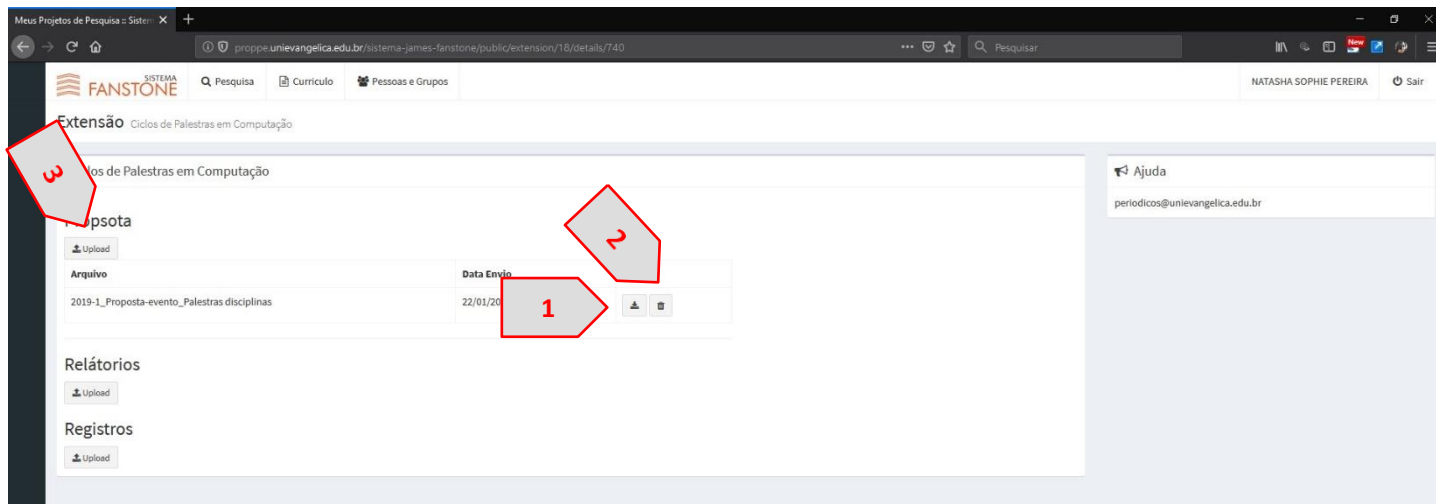 Meus Projetos de Pesquisa :: Sistem
proppe.unievangelica.edu.br/sistema-james-fanstone/public/extension/18/details/740
Pesquisar
New
SISTEMA
FANSTONE
Pesquisa
Curriculo
Pessoas e Grupos
NATASHA SOPHIE PEREIRA
Sair
Extensão Ciclos de Palestras em Computação
3
los de Palestras em Computação
Ajuda
periodicos@unievangelica.edu.br
opsota
2
Upload
Arquivo
Data Envio
2019-1_Proposta-evento_Palestras disciplinas
22/01/20
1
Relátorios
Upload
Registros
Upload